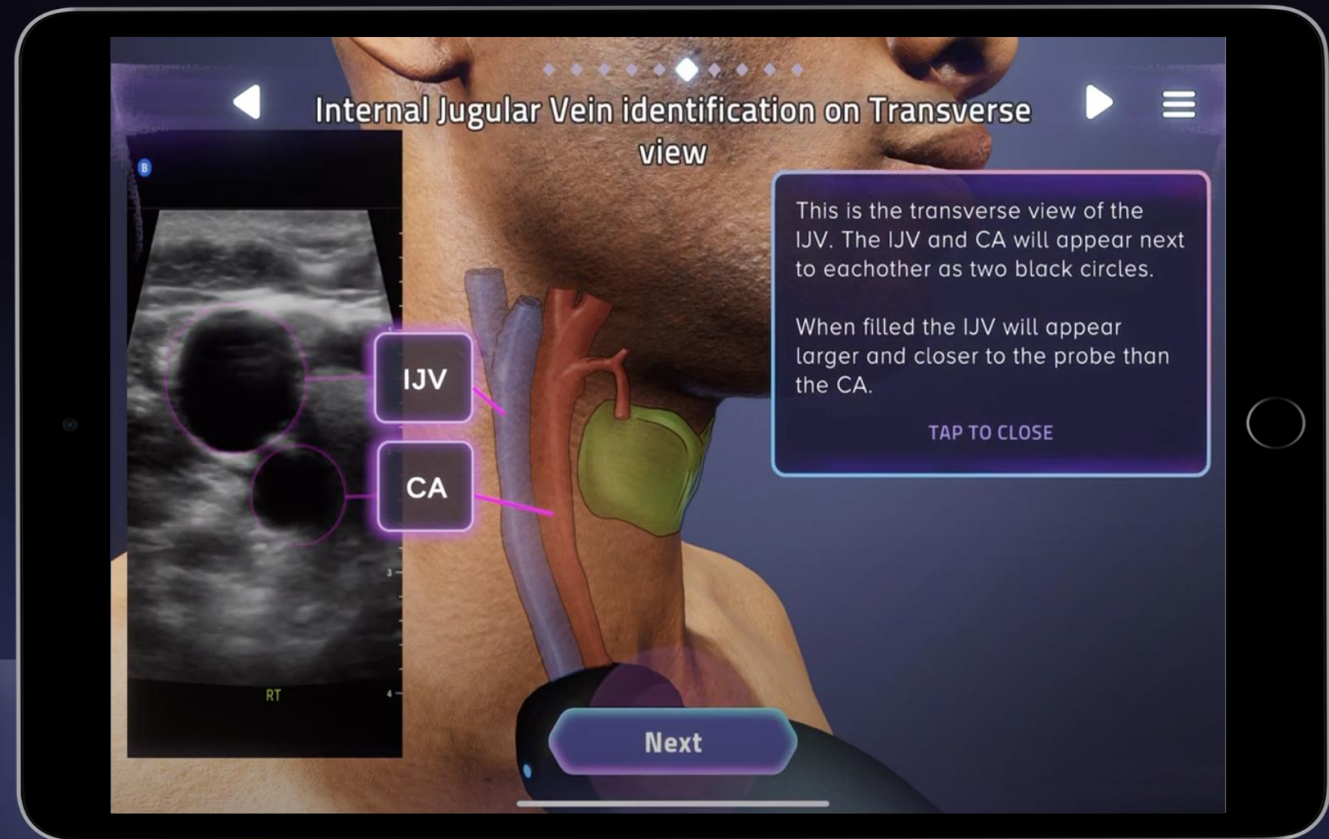 Internal Jugular Vein identification on Transverse
view
B
This is the transverse view of the
IJV. The IJV and CA will appear next
to eachother as two black circles.
When filled the IJV will appear
larger and closer to the probe than
the CA.
TAP TO CLOSE
IJV
CA
3
4
RT
Next